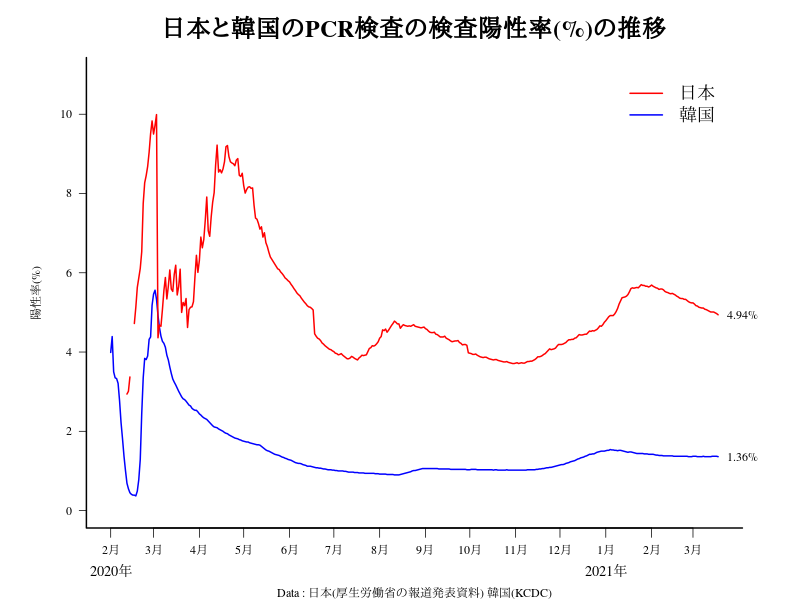 日本と韓国のPCR検査の検査陽性率(%)の推移
日本
韓国
陽性率(%)
10
8
6
4
2
0
4.94%
1.36%
2月 3月 4月 5月 6月 7月 8月 9月 10月 11月 12月 1月 2月 3月
2020年 2021年
Data : 日本(厚生労働省の報道発表資料) 韓国(KCDC)